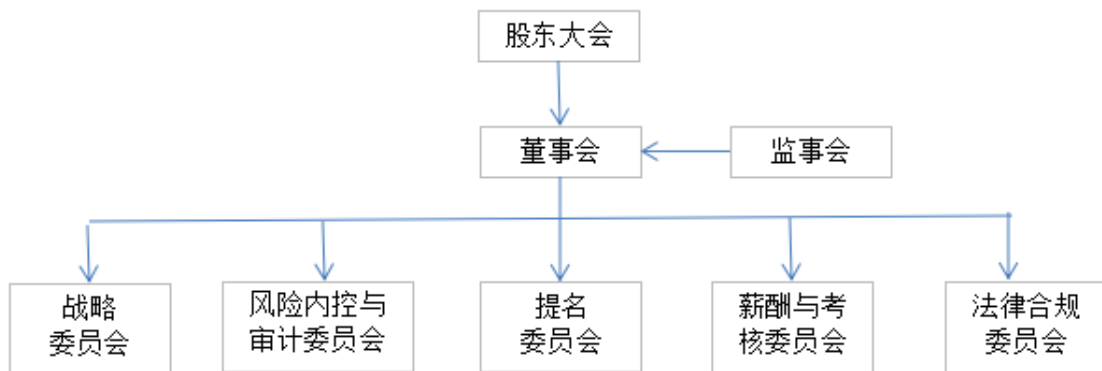 股东大会
董事会
监事会
战略
委员会
风险内控与
审计委员会
提名
委员会
薪酬与考
核委员会
法律合规
委员会